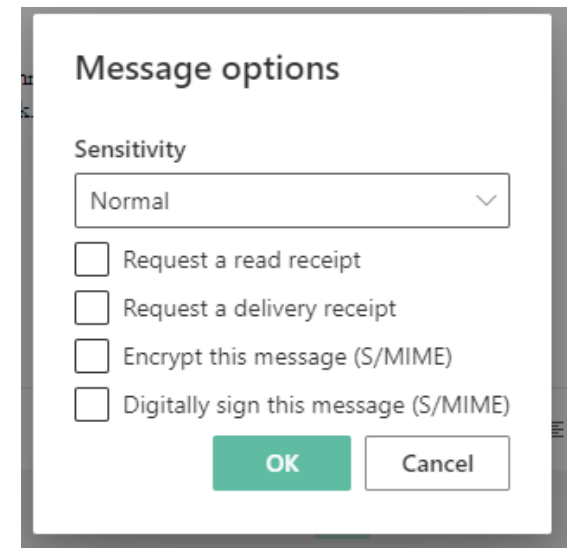 Message options
Sensitivity
Normal
Request a read receipt
Request a delivery receipt
Encrypt this message (S/MIME)
Digitally sign this message (S/MIME)
OK
Cancel